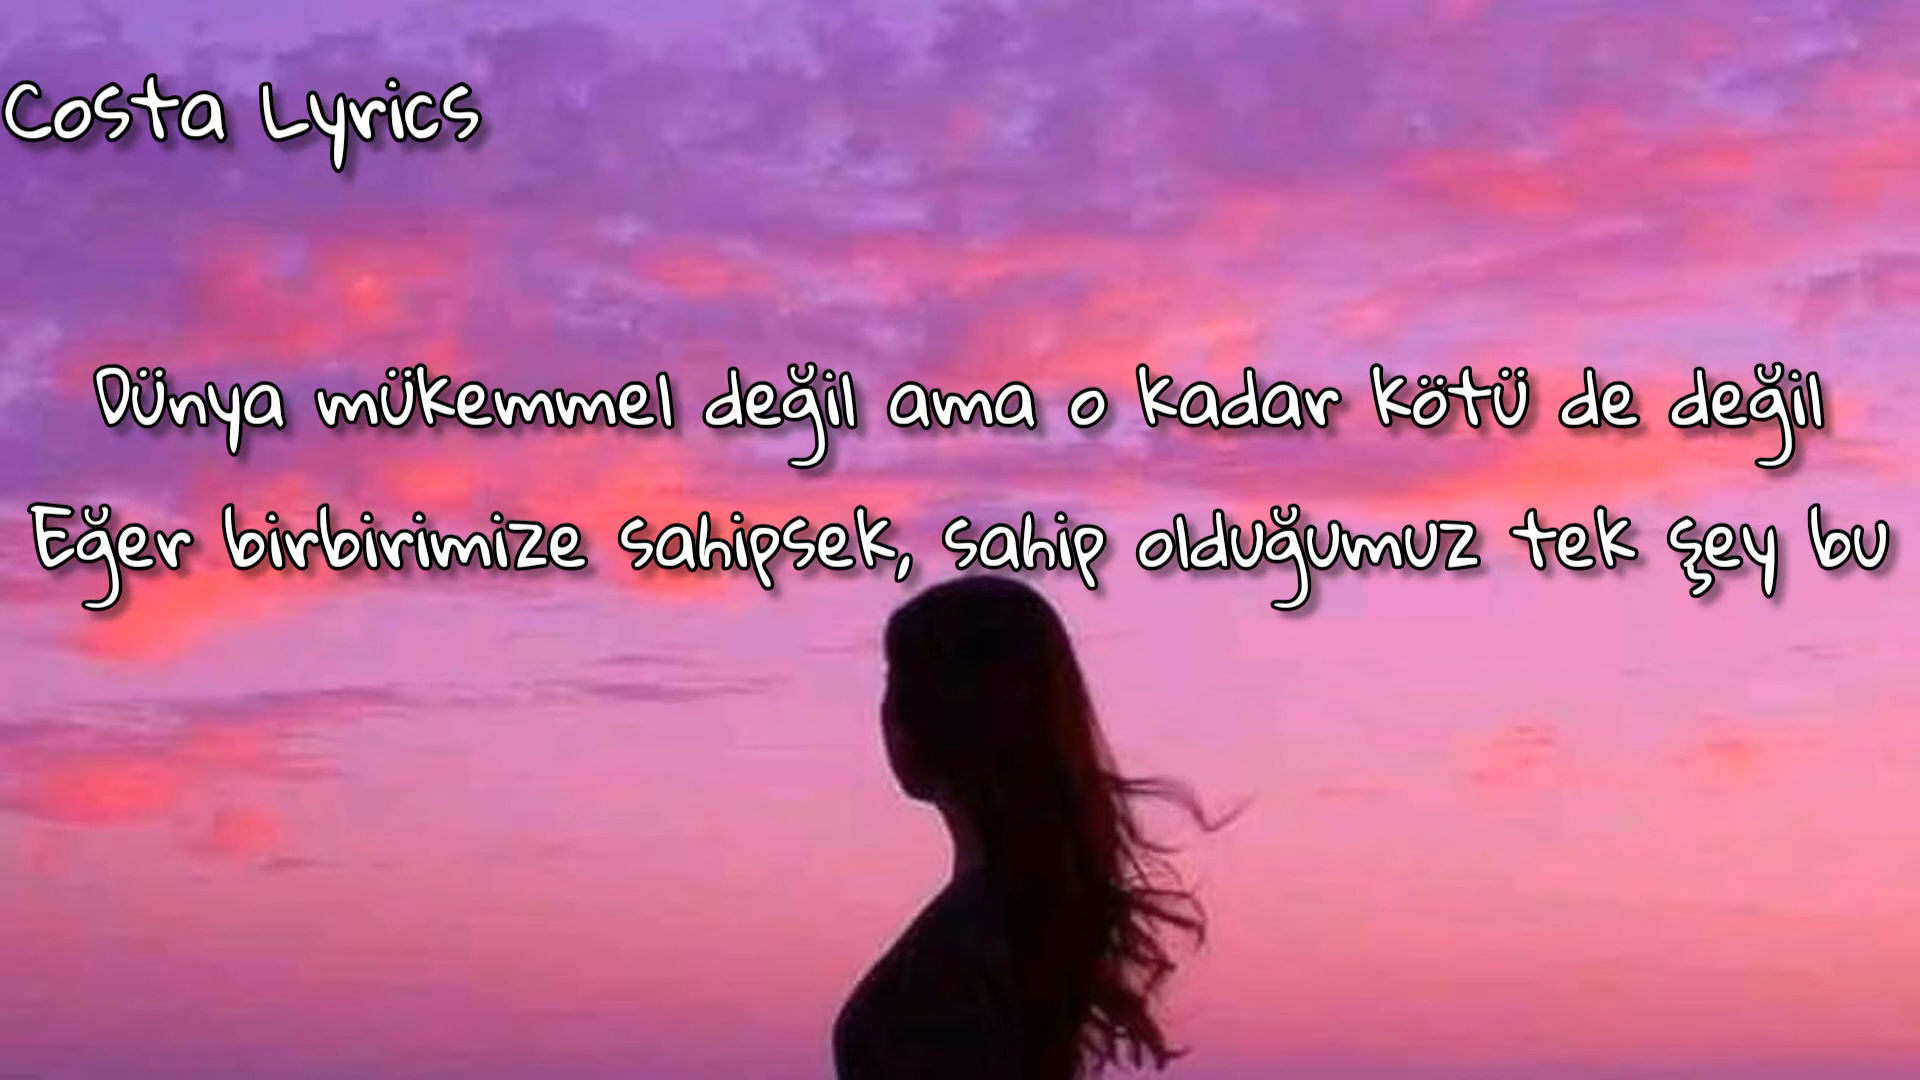 Costa Lyrics
Dünya mükemmel değil ama o kadar kötü de değil
Eğer birbirimize sahipsek, sahip olduğumuz tek şey bu